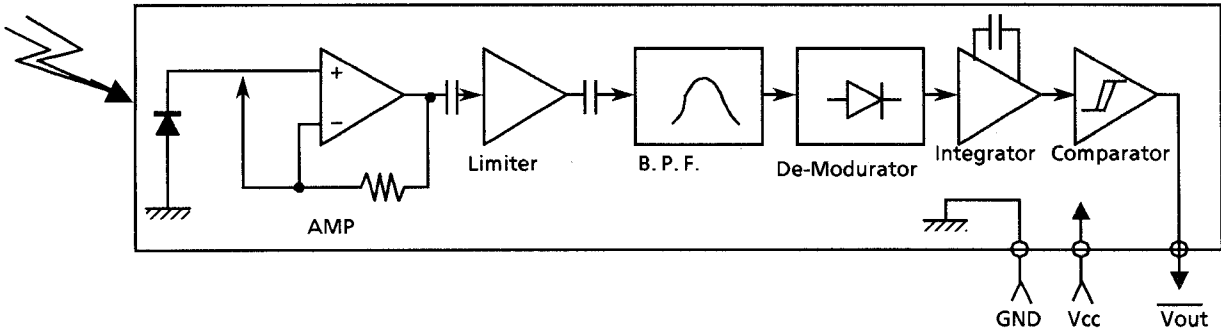 +
−
AMP
Limiter
B. P. F.
De-Modurator
Integrator
Comparator
GND
Vcc
Vout